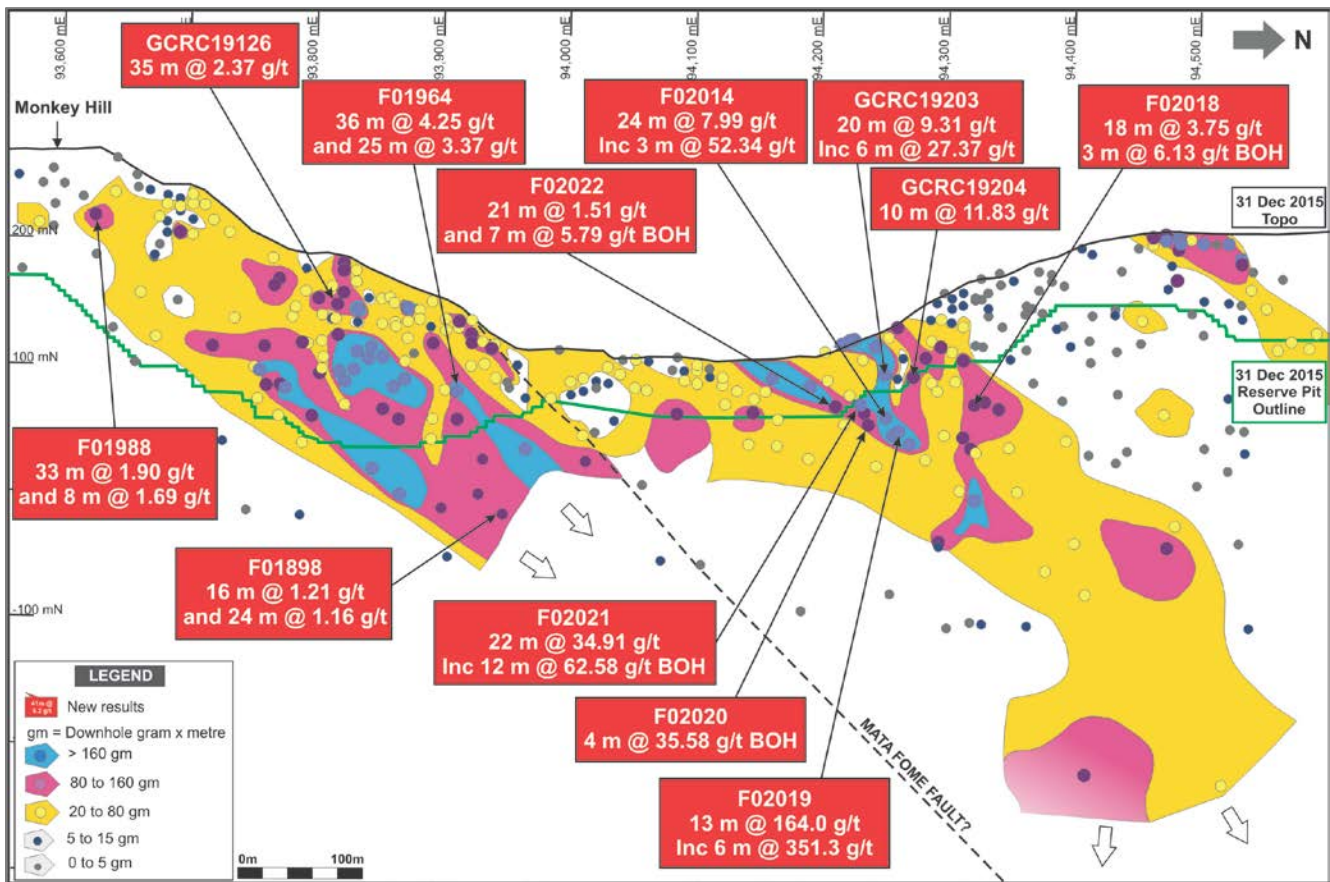 93,600 mE
93,800 mE
93,900 mE
94,000 mE
94,100 mE
94,200 mE
94,300 mE
94,400 mE
94,500 mE
N
GCRC19126
35 m @ 2.37 g/t
F01964
36 m @ 4.25 g/t
and 25 m @ 3.37 g/t
F02014
24 m @ 7.99 g/t
Inc 3 m @ 52.34 g/t
GCRC19203
20 m @ 9.31 g/t
Inc 6 m @ 27.37 g/t
F02018
18 m @ 3.75 g/t
3 m @ 6.13 g/t BOH
Monkey Hill
F02022
21 m @ 1.51 g/t
and 7 m @ 5.79 g/t BOH
GCRC19204
10 m @ 11.83 g/t
31 Dec 2015
Topo
200 mN
100 mN
31 Dec 2015
Reserve Pit
Outline
F01988
33 m @ 1.90 g/t
and 8 m @ 1.69 g/t
F01898
16 m @ 1.21 g/t
and 24 m @ 1.16 g/t
-100 mN
F02021
22 m @ 34.91 g/t
Inc 12 m @ 62.58 g/t BOH
F02020
4 m @ 35.58 g/t BOH
F02019
13 m @ 164.0 g/t
Inc 6 m @ 351.3 g/t
MATA FOME FAULT?
LEGEND
New results
gm = Downhole gram x metre
> 160 gm
80 to 160 gm
20 to 80 gm
5 to 15 gm
0 to 5 gm
0m
100m